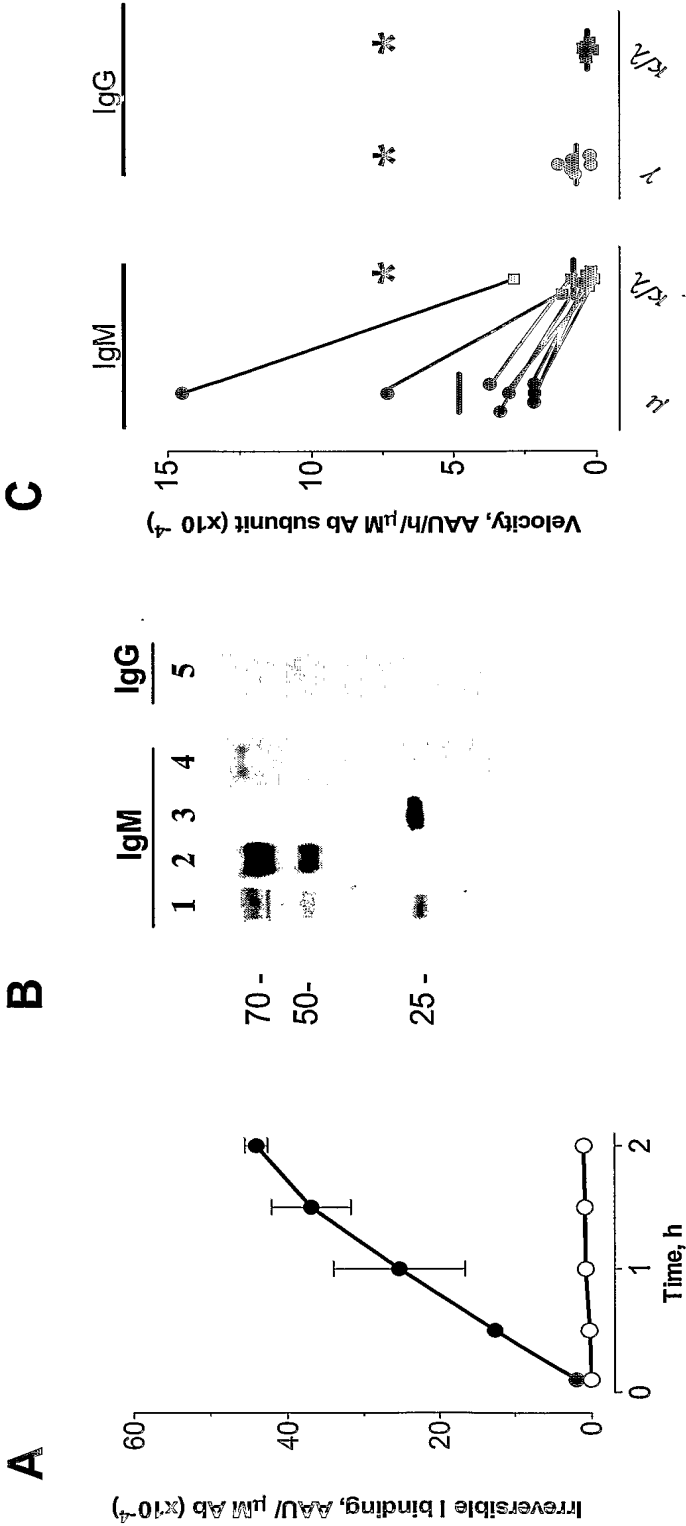 A
Irreversible I binding, AAU/ μM Ab (x10⁻⁴)
60
40
20
0
0 1 2
Time, h
B
IgM IgG
1 2 3 4 5
70 -
50-
25 -
C
IgM IgG
Velocity, AAU/h/μM Ab subunit (x10 ⁻⁴)
15
10
5
0
* * *
μ κ/λ γ κ/λ